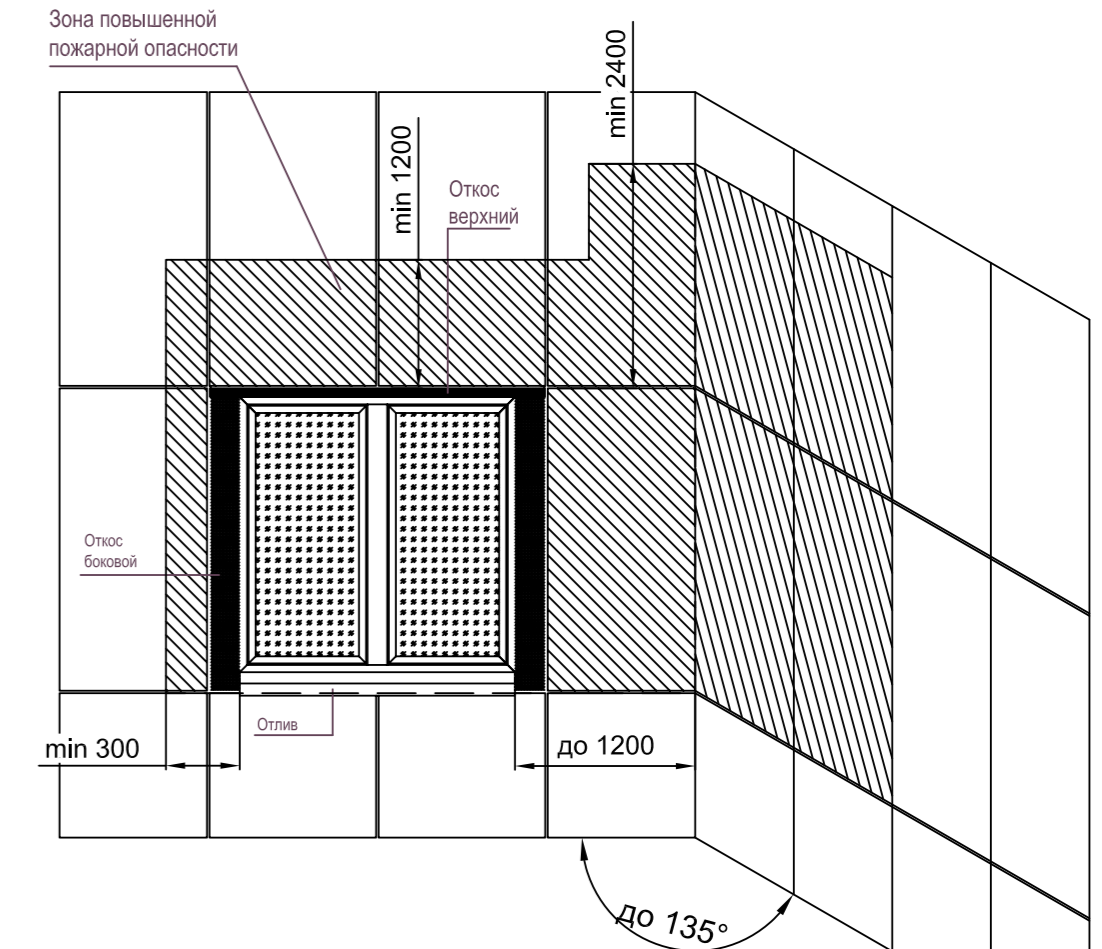 Зона повышенной
пожарной опасности
min 2400
min 1200
Откос
верхний
Откос
боковой
Отлив
min 300
до 1200
до 135°